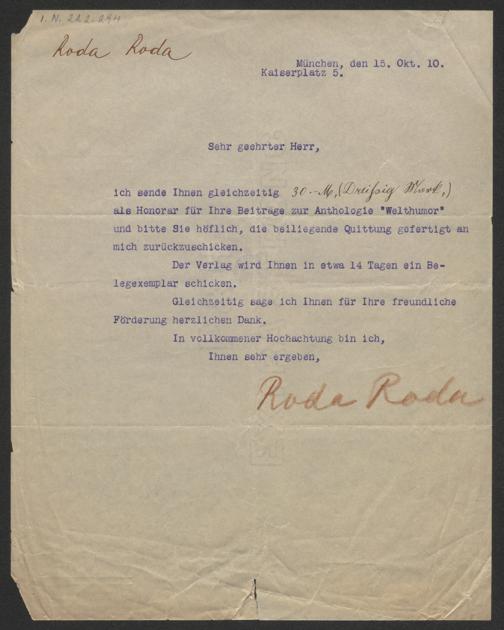 I. N. 222.294
Roda Roda
München, den 15. Okt. 10.
Kaiserplatz 5.
Sehr geehrter Herr,
ich sende Ihnen gleichzeitig 30.-M, (Dreißig Mark,)
als Honorar für Ihre Beiträge zur Anthologie "Welthumor"
und bitte Sie höflich, die beiliegende Quittung gefertigt an
mich zurückzuschicken.
Der Verlag wird Ihnen in etwa 14 Tagen ein Be-
legexemplar schicken.
Gleichzeitig sage ich Ihnen für Ihre freundliche
Förderung herzlichen Dank.
In vollkommener Hochachtung bin ich,
Ihnen sehr ergeben,
Roda Roda